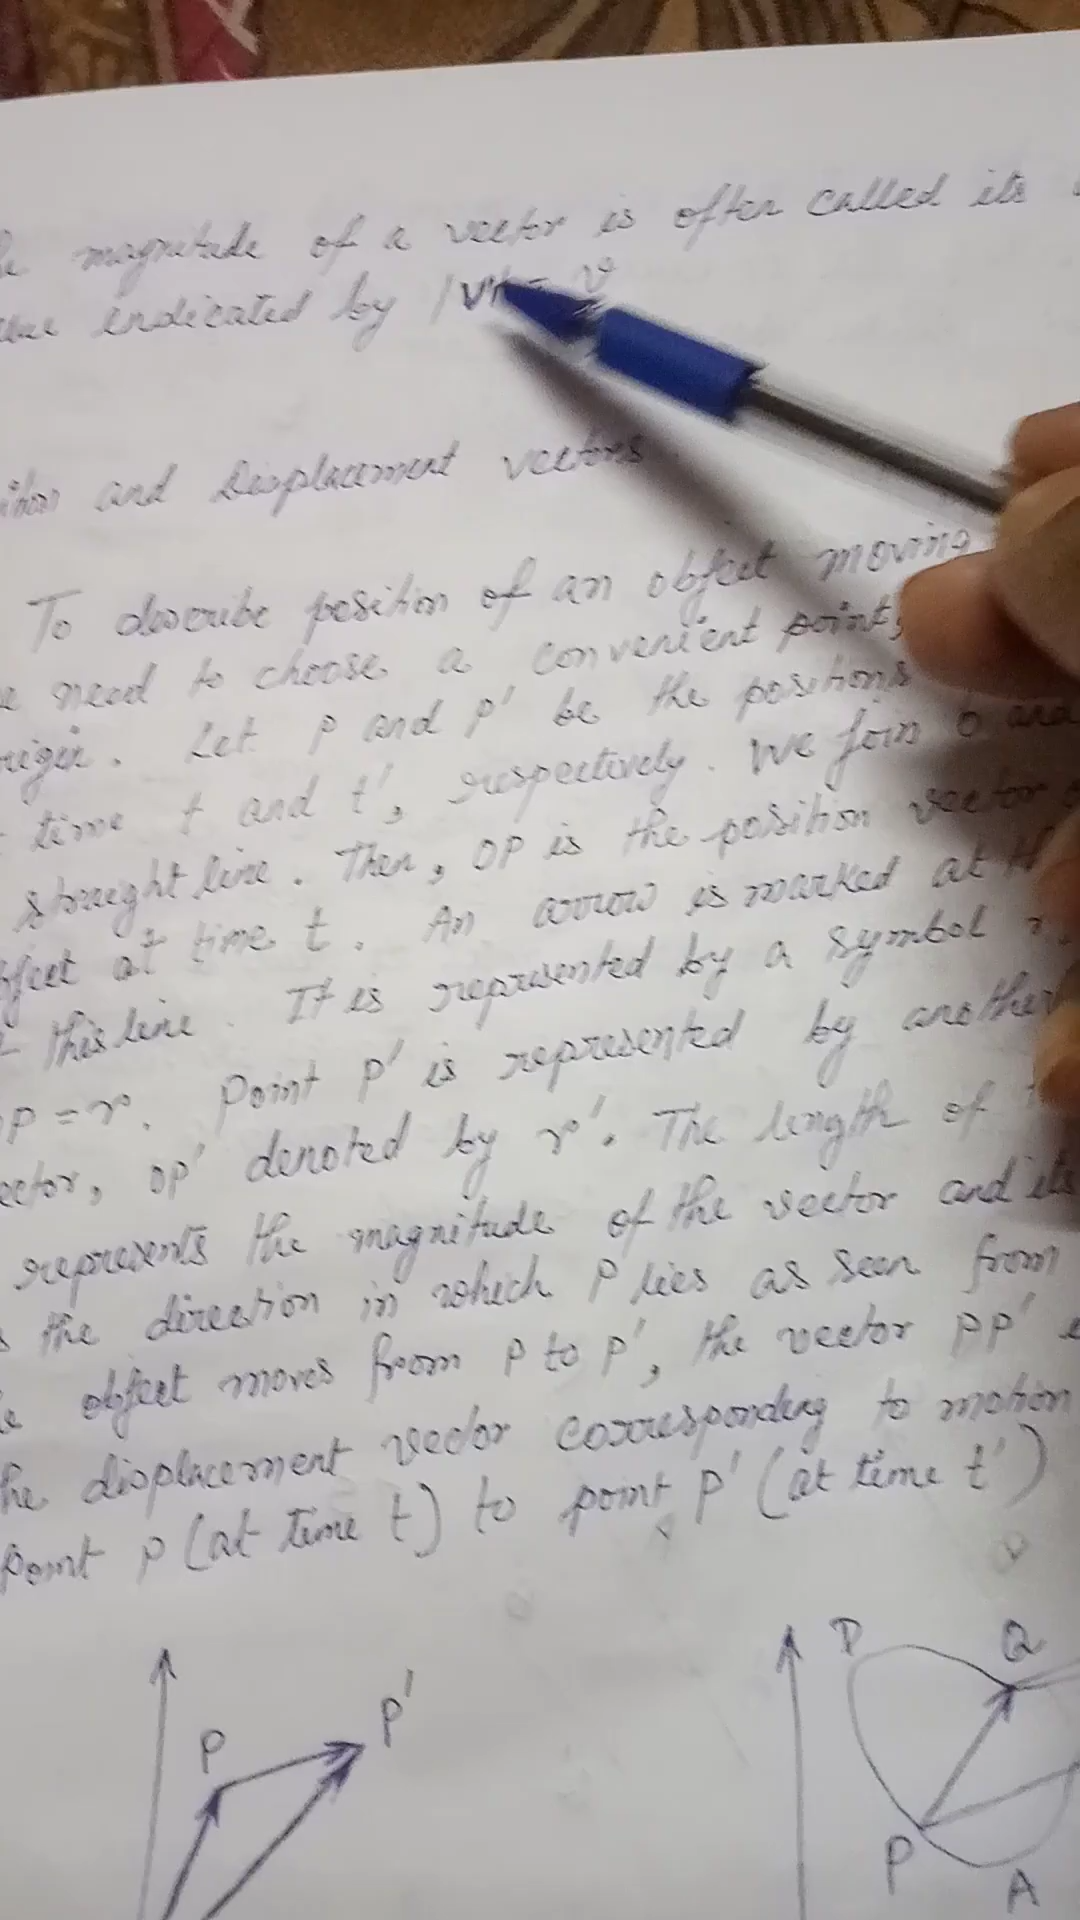 magnitude of a vector is often called its
indicated by |v| = v
and Displacement vectors
To describe position of an object moving
need to choose a convenient point,
Let P and P' be the positions
time t and t', respectively. We join O and
straight line. Then, OP is the position vector
at time t. An arrow is marked at
this line. It is represented by a symbol r.
OP = r. Point P' is represented by another
OP' denoted by r'. The length of
represents the magnitude of the vector and its
the direction in which P lies as seen from
object moves from P to P', the vector PP'
the displacement vector corresponding to motion
Point P (at time t) to point P' (at time t')
P P'
D Q
P A